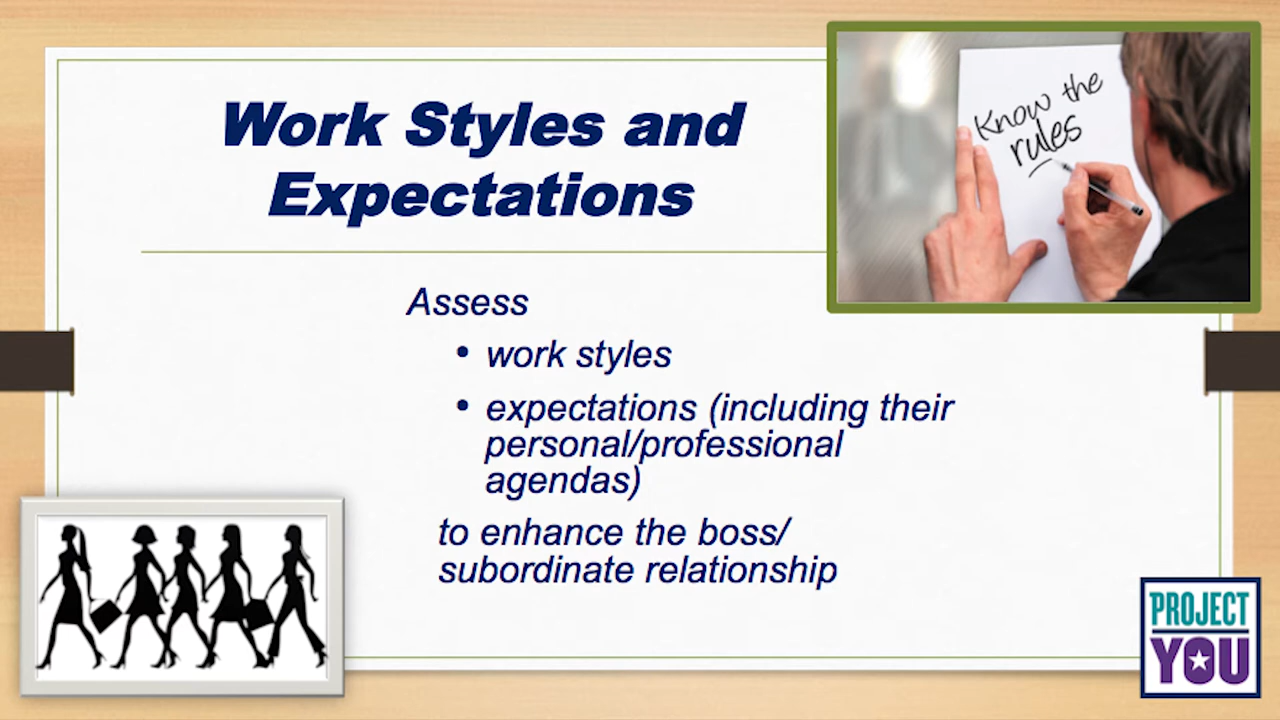 Work Styles and
Expectations
Know the
rules
Assess
• work styles
• expectations (including their
personal/professional
agendas)
to enhance the boss/
subordinate relationship
PROJECT
YOU